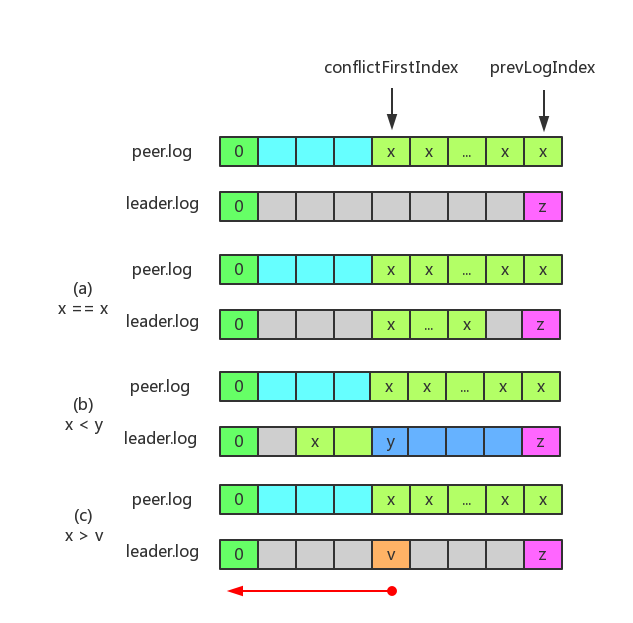 conflictFirstIndex prevLogIndex
peer.log 0 x x ... x x
leader.log 0 z
(a)
x == x
peer.log 0 x x ... x x
leader.log 0 x ... x z
(b)
x < y
peer.log 0 x x ... x x
leader.log 0 x y z
(c)
x > v
peer.log 0 x x ... x x
leader.log 0 v z